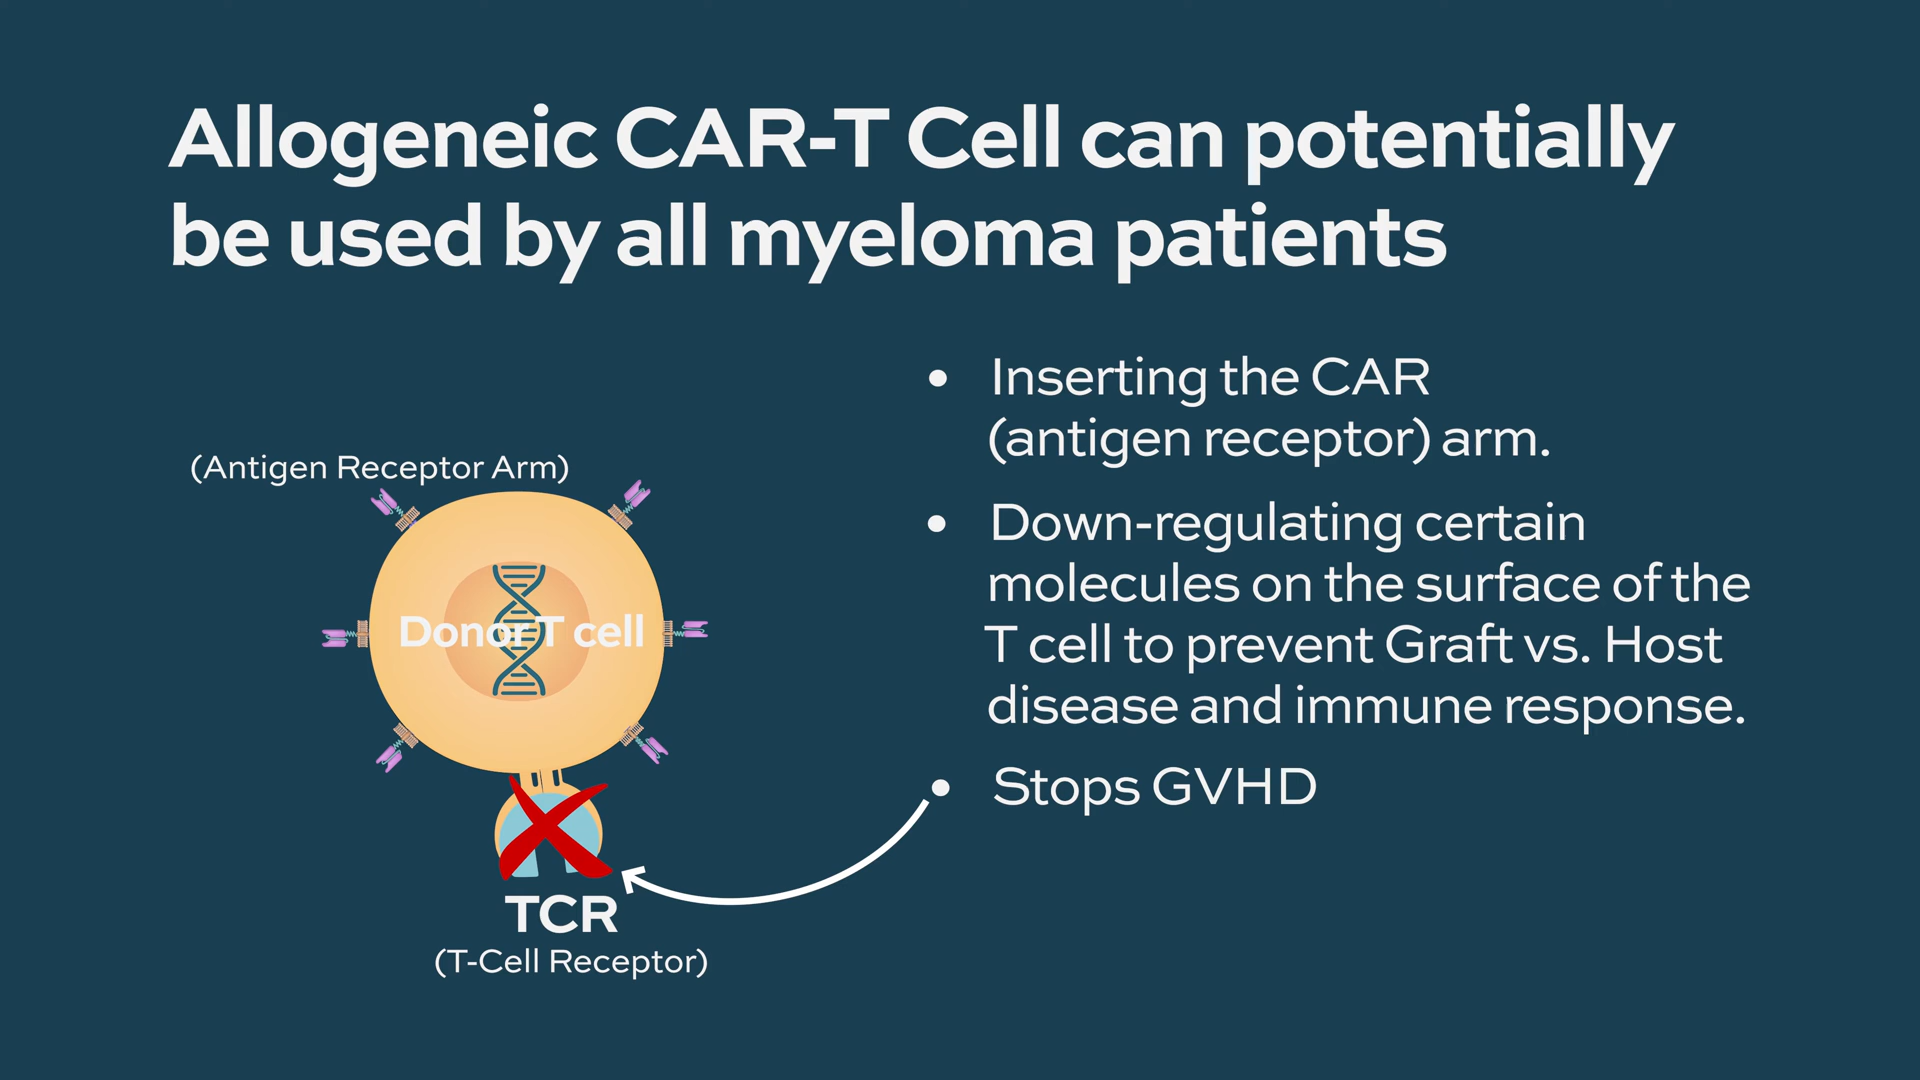 Allogeneic CAR-T Cell can potentially
be used by all myeloma patients
(Antigen Receptor Arm)
Donor T cell
TCR
(T-Cell Receptor)
• Inserting the CAR
(antigen receptor) arm.
• Down-regulating certain
molecules on the surface of the
T cell to prevent Graft vs. Host
disease and immune response.
• Stops GVHD